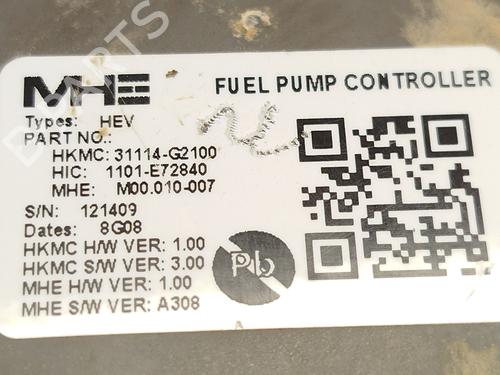 MHE
FUEL PUMP CONTROLLER
Types: HEV
PART NO.:
HKMC: 31114-G2100
HIC: 1101-E72840
MHE: M00.010-007
S/N: 121409
Dates: 8G08
HKMC H/W VER: 1.00
HKMC S/W VER: 3.00
MHE H/W VER: 1.00
MHE S/W VER: A308
Pb